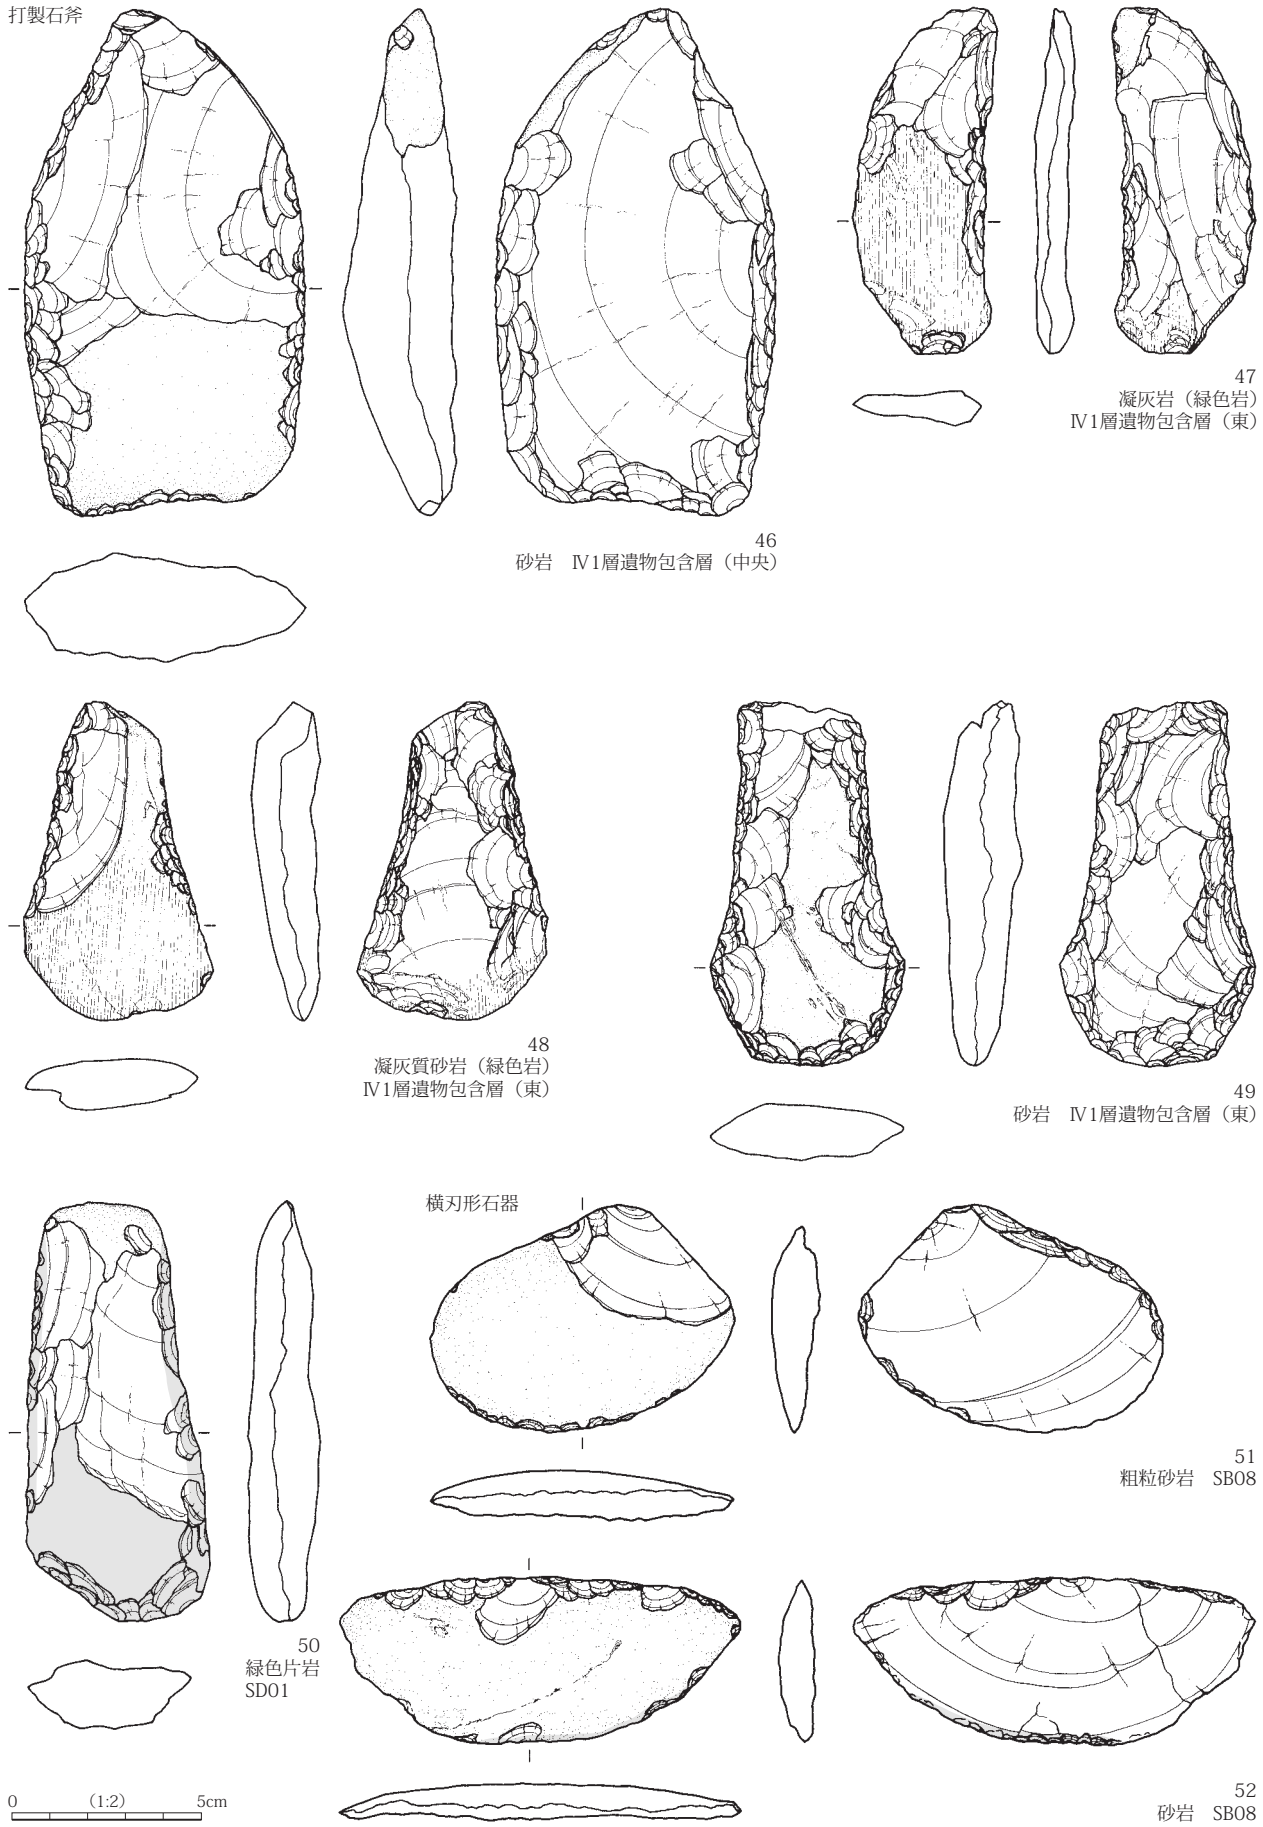 打製石斧
46
砂岩　Ⅳ1層遺物包含層（中央）
47
凝灰岩（緑色岩）
Ⅳ1層遺物包含層（東）
48
凝灰質砂岩（緑色岩）
Ⅳ1層遺物包含層（東）
49
砂岩　Ⅳ1層遺物包含層（東）
50
緑色片岩
SD01
横刃形石器
51
粗粒砂岩　SB08
52
砂岩　SB08
0 (1:2) 5cm